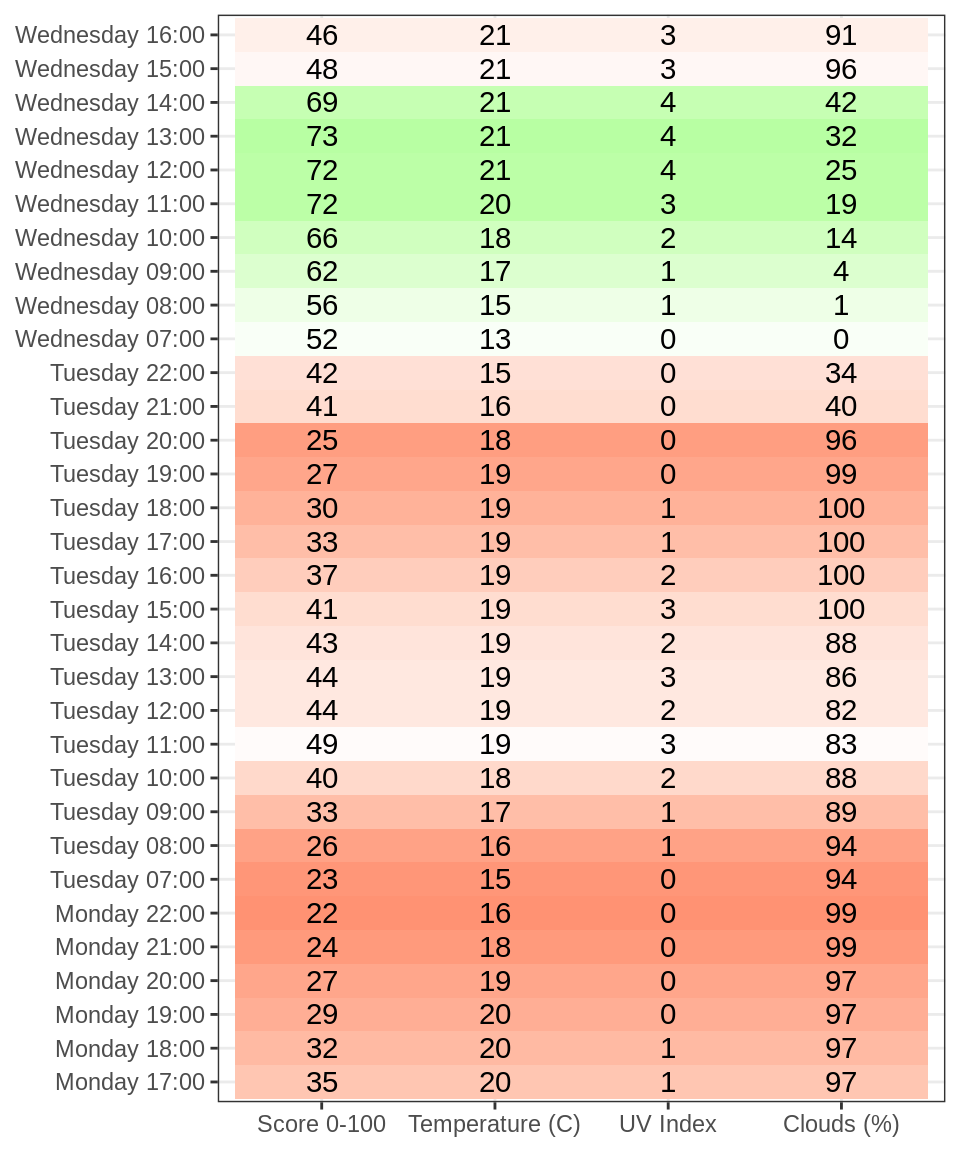 Wednesday 16:00 46 21 3 91
Wednesday 15:00 48 21 3 96
Wednesday 14:00 69 21 4 42
Wednesday 13:00 73 21 4 32
Wednesday 12:00 72 21 4 25
Wednesday 11:00 72 20 3 19
Wednesday 10:00 66 18 2 14
Wednesday 09:00 62 17 1 4
Wednesday 08:00 56 15 1 1
Wednesday 07:00 52 13 0 0
Tuesday 22:00 42 15 0 34
Tuesday 21:00 41 16 0 40
Tuesday 20:00 25 18 0 96
Tuesday 19:00 27 19 0 99
Tuesday 18:00 30 19 1 100
Tuesday 17:00 33 19 1 100
Tuesday 16:00 37 19 2 100
Tuesday 15:00 41 19 3 100
Tuesday 14:00 43 19 2 88
Tuesday 13:00 44 19 3 86
Tuesday 12:00 44 19 2 82
Tuesday 11:00 49 19 3 83
Tuesday 10:00 40 18 2 88
Tuesday 09:00 33 17 1 89
Tuesday 08:00 26 16 1 94
Tuesday 07:00 23 15 0 94
Monday 22:00 22 16 0 99
Monday 21:00 24 18 0 99
Monday 20:00 27 19 0 97
Monday 19:00 29 20 0 97
Monday 18:00 32 20 1 97
Monday 17:00 35 20 1 97
Score 0-100 Temperature (C) UV Index Clouds (%)